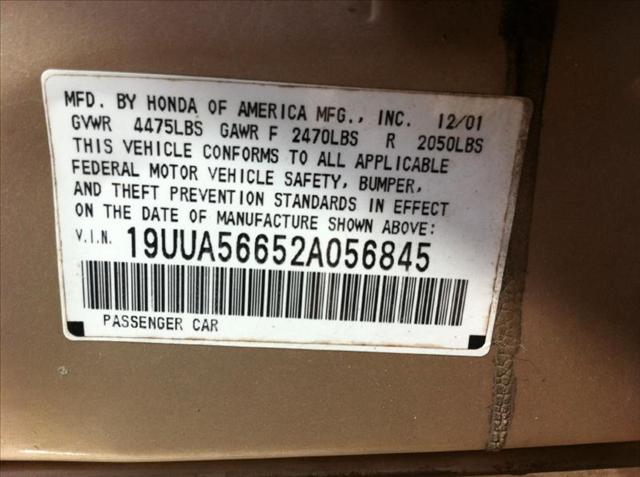 MFD. BY HONDA OF AMERICA MFG., INC. 12/01
GVWR 4475LBS GAWR F 2470LBS R 2050LBS
THIS VEHICLE CONFORMS TO ALL APPLICABLE
FEDERAL MOTOR VEHICLE SAFETY, BUMPER,
AND THEFT PREVENTION STANDARDS IN EFFECT
ON THE DATE OF MANUFACTURE SHOWN ABOVE:
V.I.N. 19UUA56652A056845
PASSENGER CAR